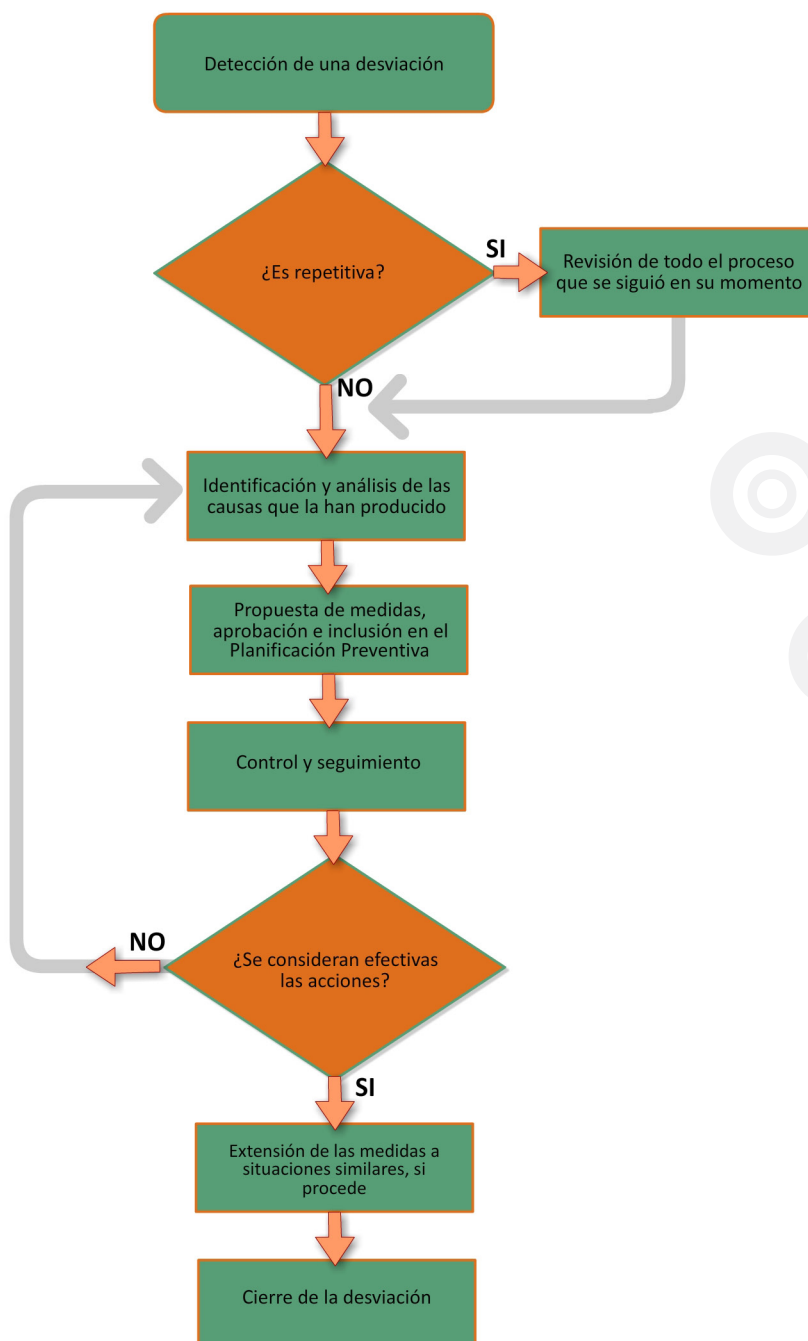 Detección de una desviación
¿Es repetitiva?
SI
Revisión de todo el proceso
que se siguió en su momento
NO
Identificación y análisis de las
causas que la han producido
Propuesta de medidas,
aprobación e inclusión en el
Planificación Preventiva
Control y seguimiento
¿Se consideran efectivas
las acciones?
NO
SI
Extensión de las medidas a
situaciones similares, si
procede
Cierre de la desviación